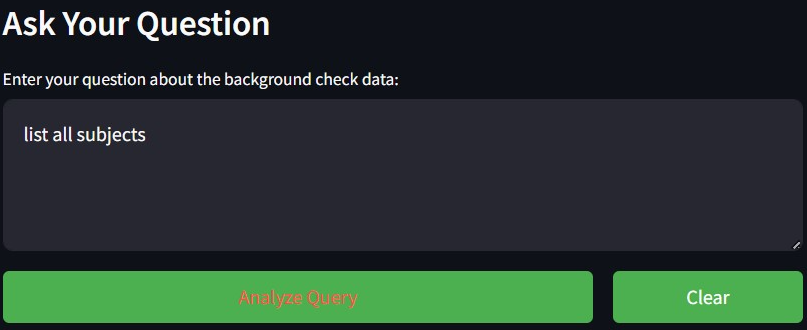 Ask Your Question
Enter your question about the background check data:
list all subjects
Analyze Query
Clear